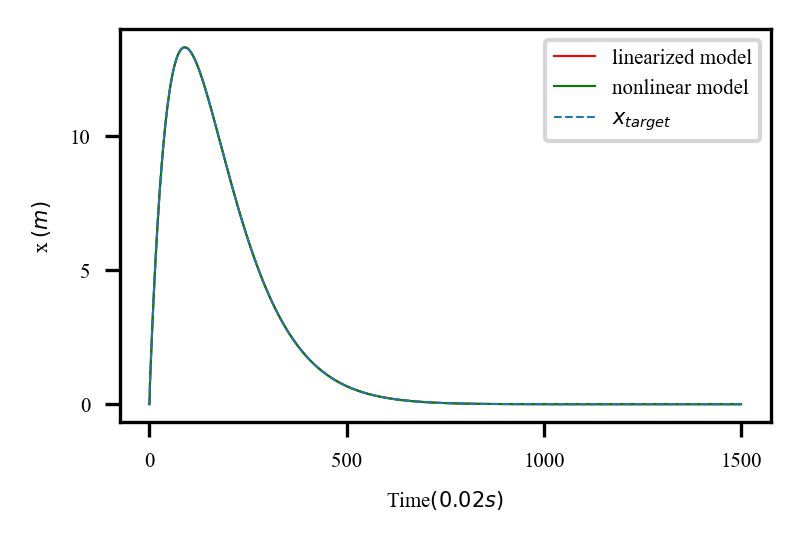 linearized model
nonlinear model
x_target
10
5
0
x (m)
0 500 1000 1500
Time(0.02s)